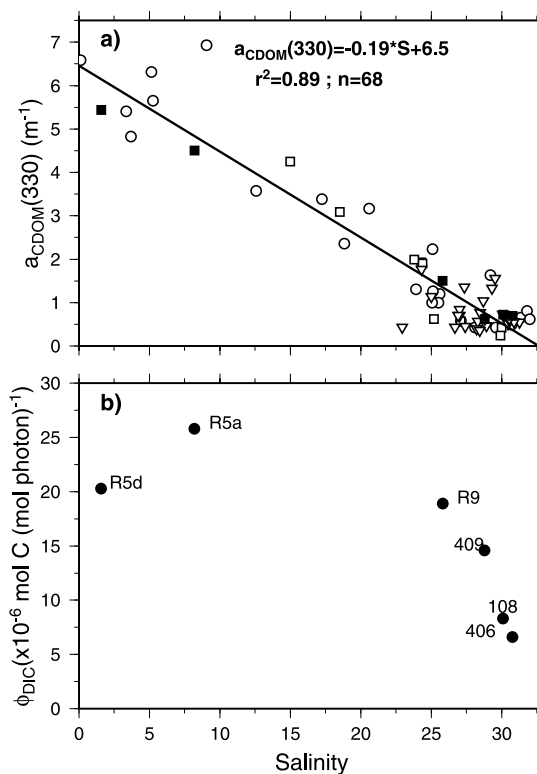 a)
a_CDOM(330)=-0.19*S+6.5
r²=0.89 ; n=68
a_CDOM(330) (m⁻¹)
7
6
5
4
3
2
1
0
b)
ϕ_DIC(x10⁻⁶ mol C (mol photon)⁻¹)
30
25
20
15
10
5
0
R5a
R5d
R9
409
108
406
0 5 10 15 20 25 30
Salinity